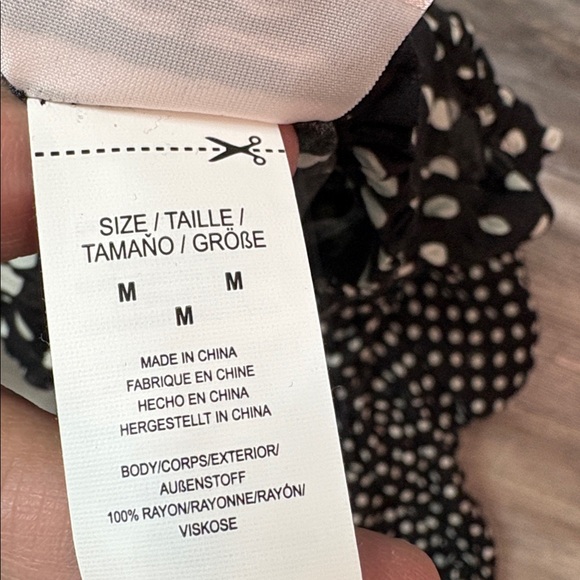 SIZE / TAILLE /
TAMAÑO / GRÖßE
M M
M
MADE IN CHINA
FABRIQUE EN CHINE
HECHO EN CHINA
HERGESTELLT IN CHINA
BODY/CORPS/EXTERIOR/
AUßENSTOFF
100% RAYON/RAYONNE/RAYÓN/
VISKOSE